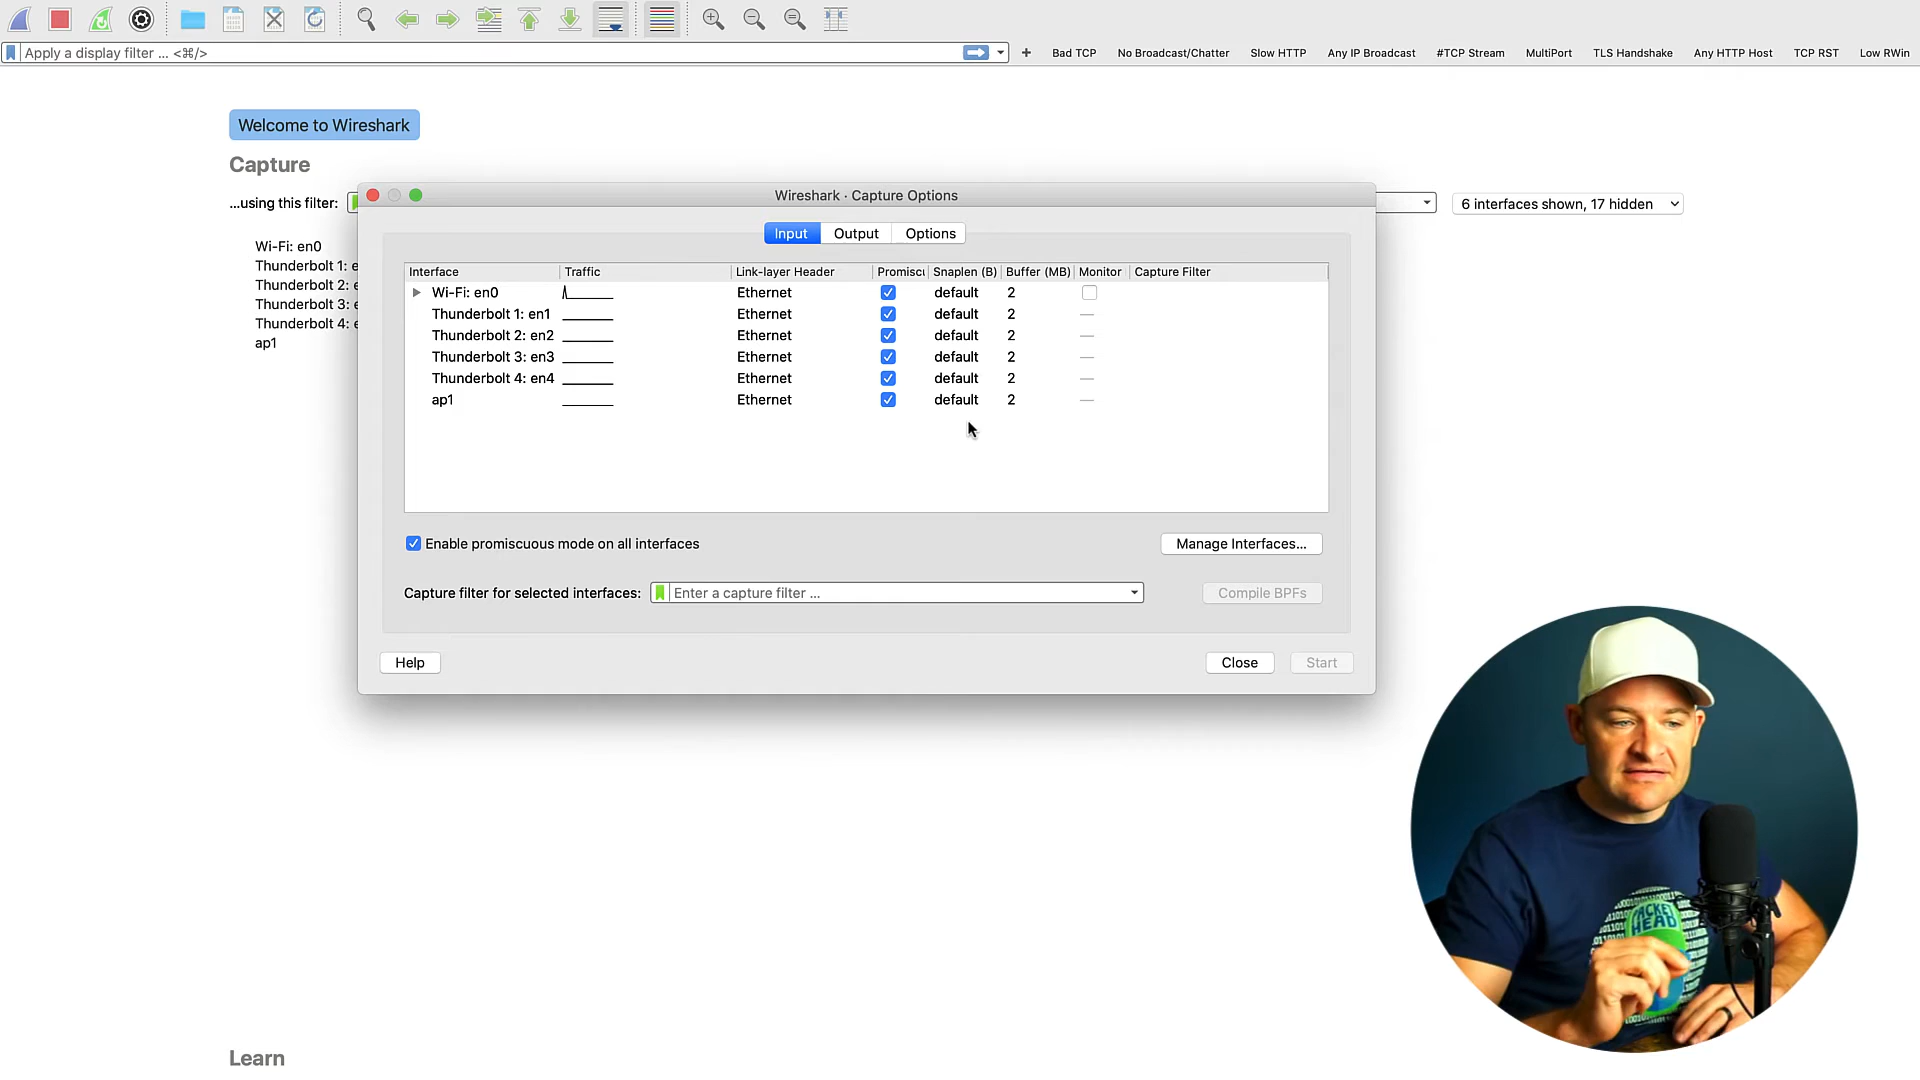 Apply a display filter ... <⌘/>
+ Bad TCP No Broadcast/Chatter Slow HTTP Any IP Broadcast #TCP Stream MultiPort TLS Handshake Any HTTP Host TCP RST Low RWin
Welcome to Wireshark
Capture
...using this filter:
6 interfaces shown, 17 hidden
Wi-Fi: en0
Thunderbolt 1: e
Thunderbolt 2: e
Thunderbolt 3: e
Thunderbolt 4: e
ap1
Wireshark · Capture Options
Input Output Options
Interface Traffic Link-layer Header Promisc Snaplen (B) Buffer (MB) Monitor Capture Filter
Wi-Fi: en0 Ethernet default 2
Thunderbolt 1: en1 Ethernet default 2 —
Thunderbolt 2: en2 Ethernet default 2 —
Thunderbolt 3: en3 Ethernet default 2 —
Thunderbolt 4: en4 Ethernet default 2 —
ap1 Ethernet default 2 —
Enable promiscuous mode on all interfaces
Manage Interfaces...
Capture filter for selected interfaces: Enter a capture filter ...
Compile BPFs
Help Close Start
PACKET
HEAD
Learn